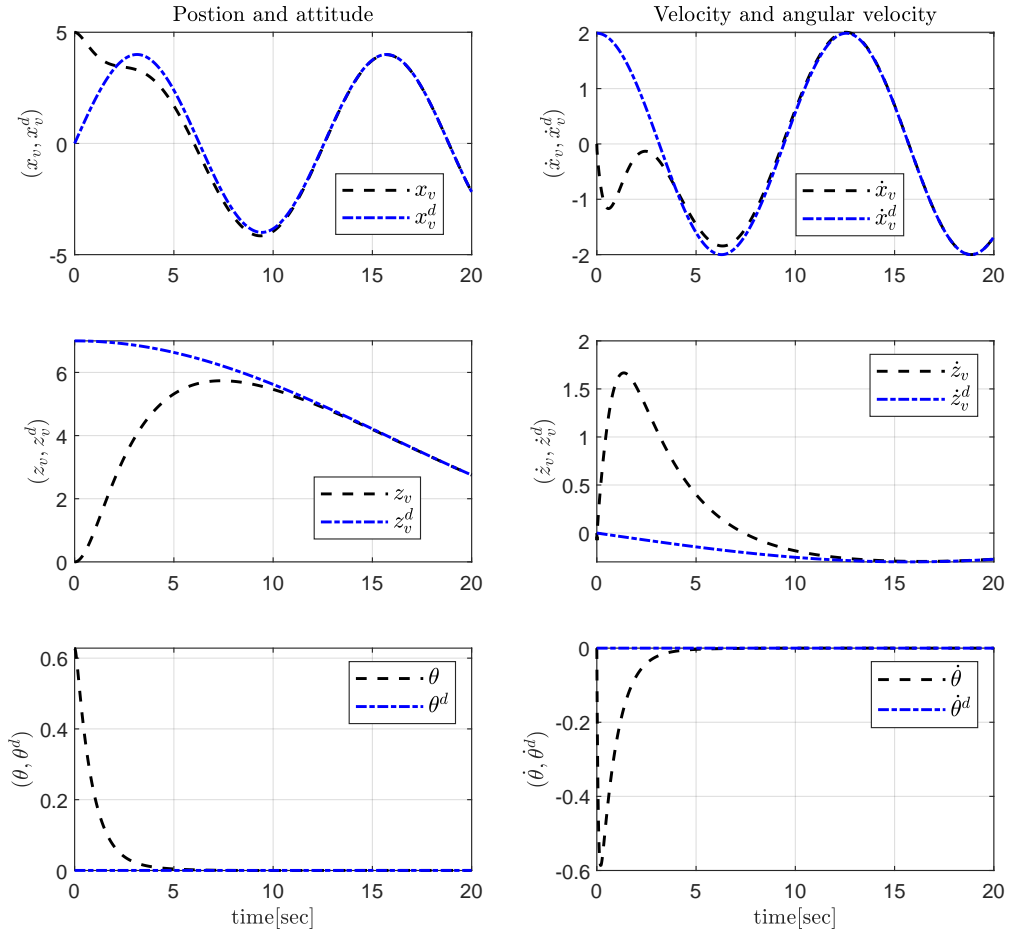 Postion and attitude
5
0
-5
(x_v, x_v^d)
x_v
x_v^d
0 5 10 15 20
Velocity and angular velocity
2
1
0
-1
-2
(ẋ_v, ẋ_v^d)
ẋ_v
ẋ_v^d
0 5 10 15 20
6
4
2
0
(z_v, z_v^d)
z_v
z_v^d
0 5 10 15 20
2
1.5
1
0.5
0
(ż_v, ż_v^d)
ż_v
ż_v^d
0 5 10 15 20
0.6
0.4
0.2
0
(θ, θ^d)
θ
θ^d
0 5 10 15 20
time[sec]
0
-0.2
-0.4
-0.6
(θ̇, θ̇^d)
θ̇
θ̇^d
0 5 10 15 20
time[sec]